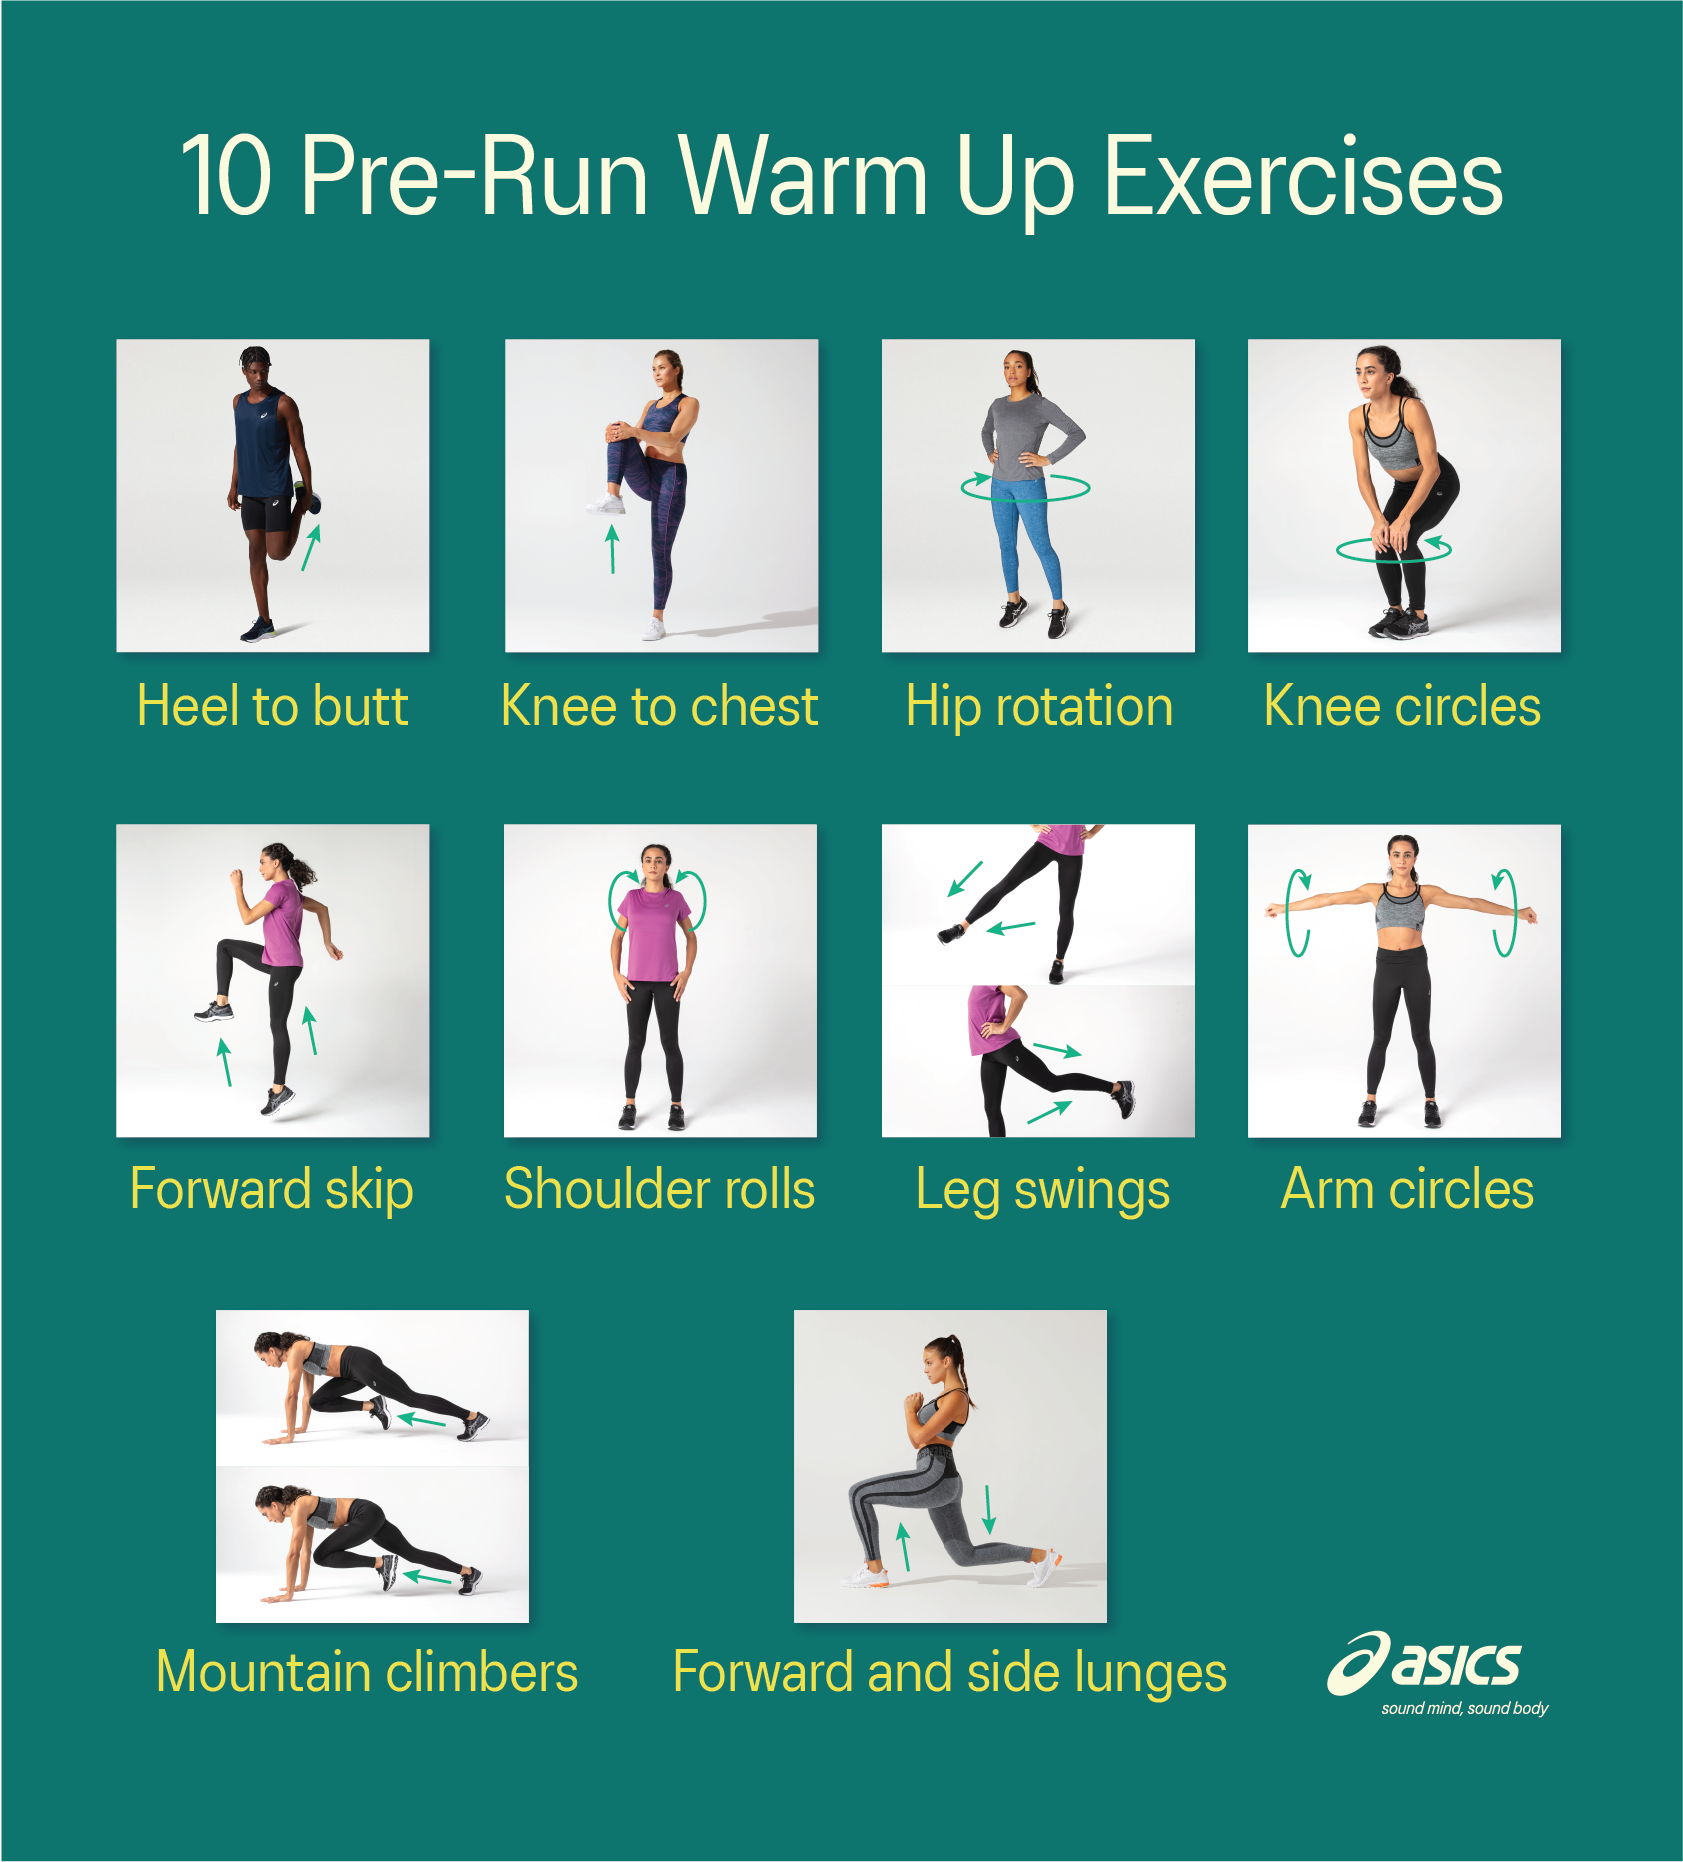 10 Pre-Run Warm Up Exercises
Heel to butt
Knee to chest
Hip rotation
Knee circles
Forward skip
Shoulder rolls
Leg swings
Arm circles
Mountain climbers
Forward and side lunges
asics
sound mind, sound body